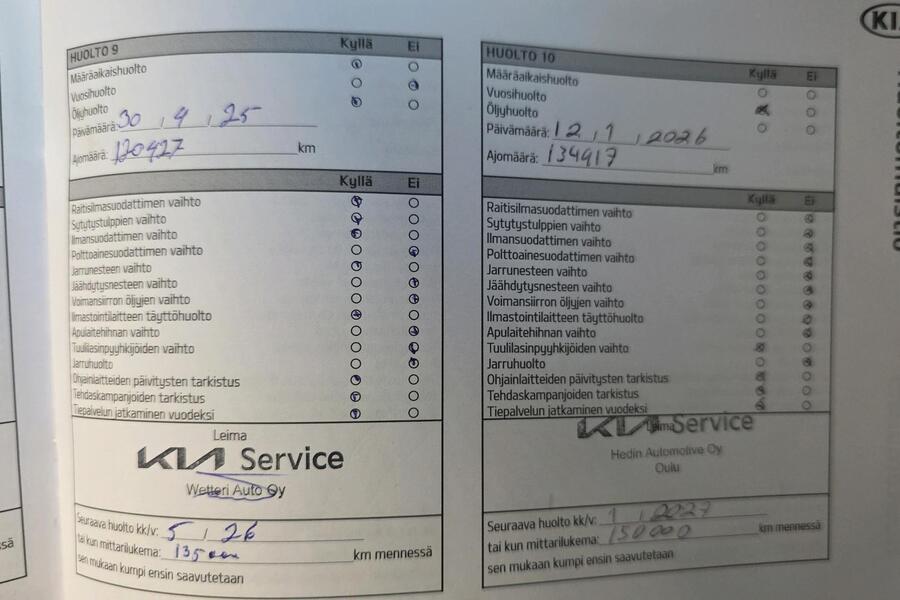 HUOLTO 9 Kyllä Ei
Määräaikaishuolto
Vuosihuolto
Öljyhuolto
Päivämäärä: 30 , 4 , 25
Ajomäärä: 120427 km
Kyllä Ei
Raitisilmasuodattimen vaihto
Sytytystulppien vaihto
Ilmansuodattimen vaihto
Polttoainesuodattimen vaihto
Jarrunesteen vaihto
Jäähdytysnesteen vaihto
Voimansiirron öljyjen vaihto
Ilmastointilaitteen täyttöhuolto
Apulaitehihnan vaihto
Tuulilasinpyyhkijöiden vaihto
Jarruhuolto
Ohjainlaitteiden päivitysten tarkistus
Tehdaskampanjoiden tarkistus
Tiepalvelun jatkaminen vuodeksi
Leima
KIA Service
Wetteri Auto Oy
Seuraava huolto kk/v: 5 , 26
tai kun mittarilukema: 135000 km mennessä
sen mukaan kumpi ensin saavutetaan
HUOLTO 10 Kyllä Ei
Määräaikaishuolto
Vuosihuolto
Öljyhuolto
Päivämäärä: 12 , 1 , 2026
Ajomäärä: 134917 km
Kyllä Ei
Raitisilmasuodattimen vaihto
Sytytystulppien vaihto
Ilmansuodattimen vaihto
Polttoainesuodattimen vaihto
Jarrunesteen vaihto
Jäähdytysnesteen vaihto
Voimansiirron öljyjen vaihto
Ilmastointilaitteen täyttöhuolto
Apulaitehihnan vaihto
Tuulilasinpyyhkijöiden vaihto
Jarruhuolto
Ohjainlaitteiden päivitysten tarkistus
Tehdaskampanjoiden tarkistus
Tiepalvelun jatkaminen vuodeksi
Leima
KIA Service
Hedin Automotive Oy
Oulu
Seuraava huolto kk/v: 1 , 2027
tai kun mittarilukema: 150000 km mennessä
sen mukaan kumpi ensin saavutetaan